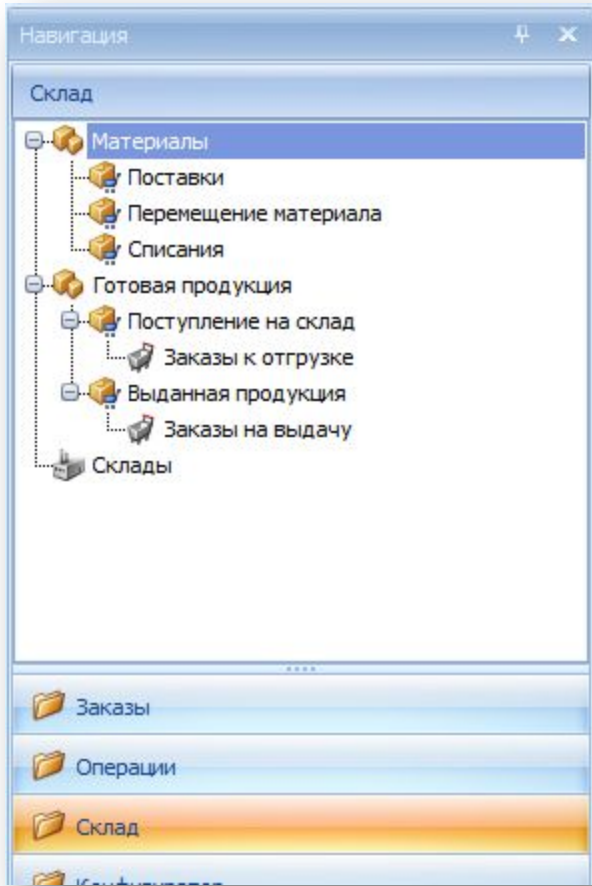 Навигация
Склад
Материалы
Поставки
Перемещение материала
Списания
Готовая продукция
Поступление на склад
Заказы к отгрузке
Выданная продукция
Заказы на выдачу
Склады
Заказы
Операции
Склад
Конфигуратор